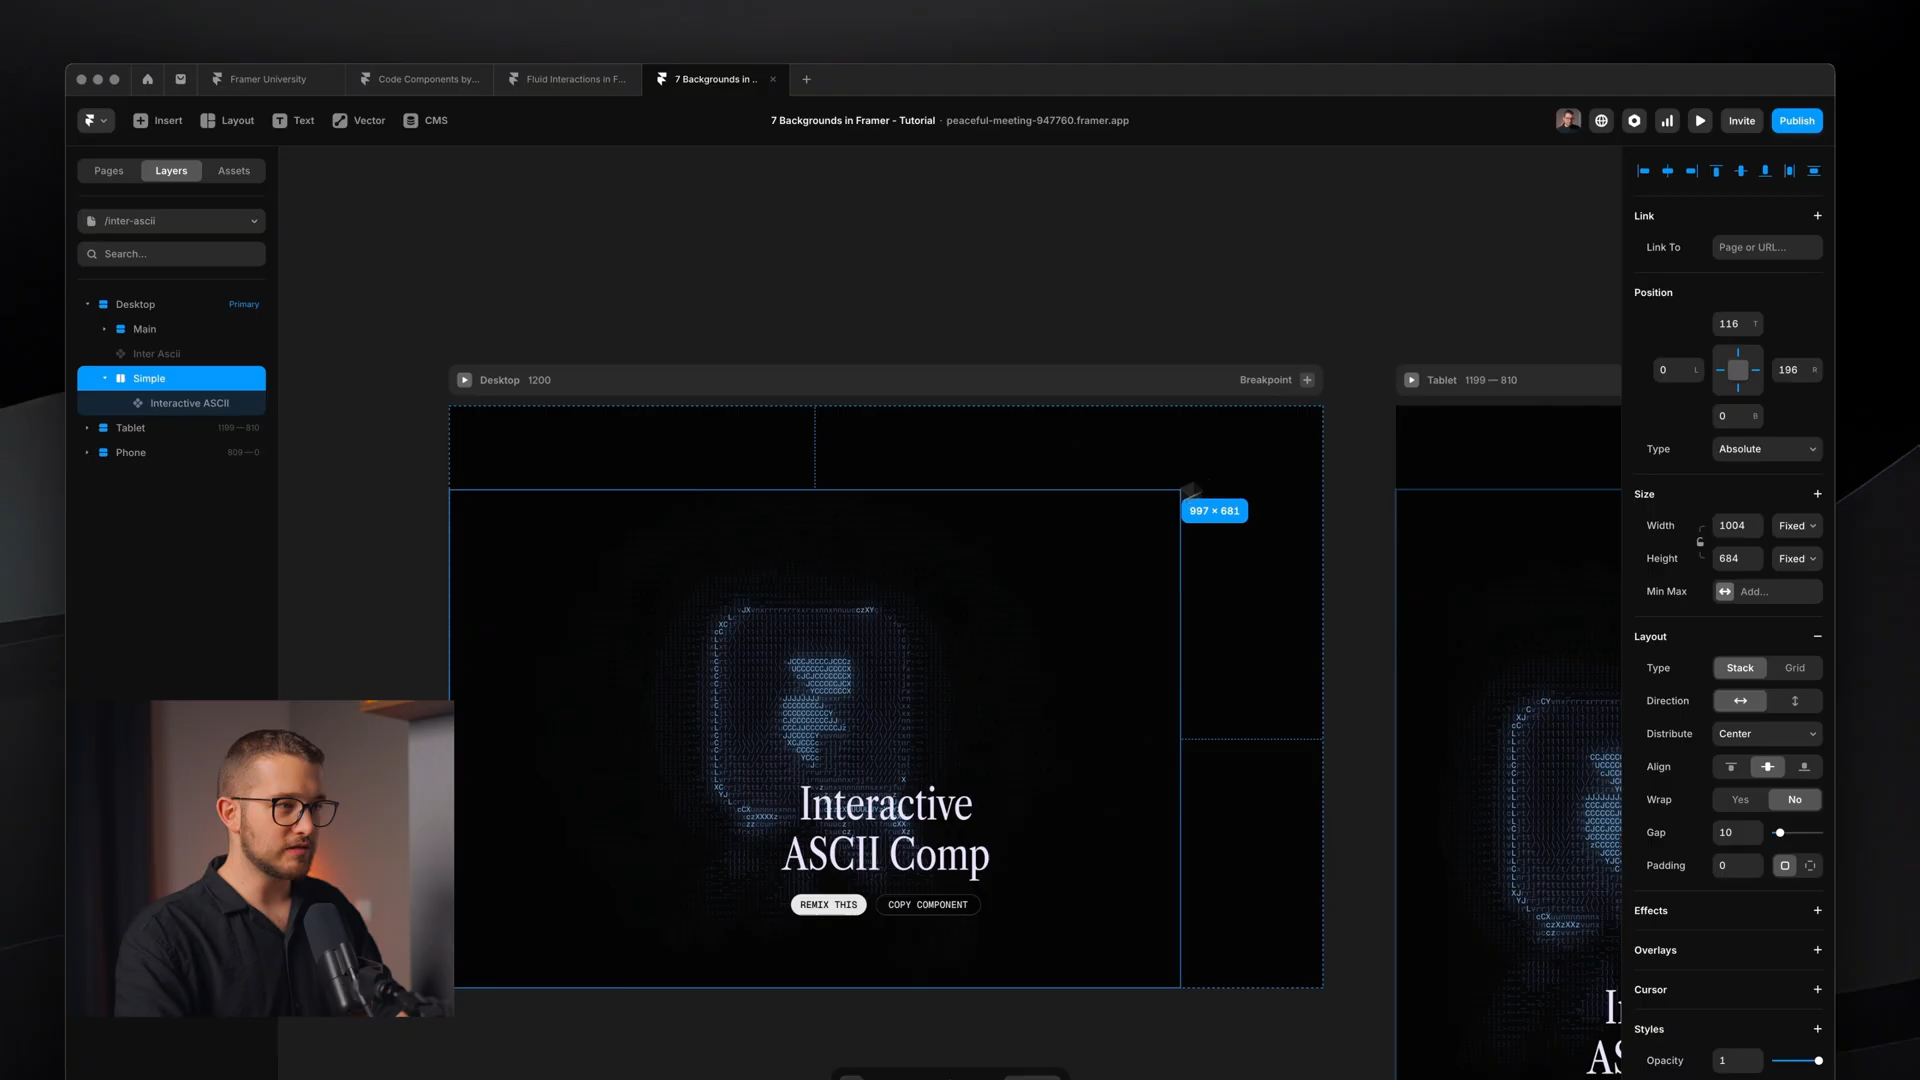 Framer University
Code Components by...
Fluid Interactions in F...
7 Backgrounds in ..
Insert
Layout
Text
Vector
CMS
7 Backgrounds in Framer - Tutorial · peaceful-meeting-947760.framer.app
Invite
Publish
Pages
Layers
Assets
/inter-ascii
Search...
Desktop
Primary
Main
Inter Ascii
Simple
Interactive ASCII
Tablet
1199 — 810
Phone
809 — 0
Desktop 1200
Breakpoint
Tablet 1199 — 810
997 × 681
Interactive
ASCII Comp
REMIX THIS
COPY COMPONENT
Link
Link To
Page or URL...
Position
116 T
0 L
196 R
0 B
Type
Absolute
Size
Width
1004
Fixed
Height
684
Fixed
Min Max
Add...
Layout
Type
Stack
Grid
Direction
Distribute
Center
Align
Wrap
Yes
No
Gap
10
Padding
0
Effects
Overlays
Cursor
Styles
Opacity
1